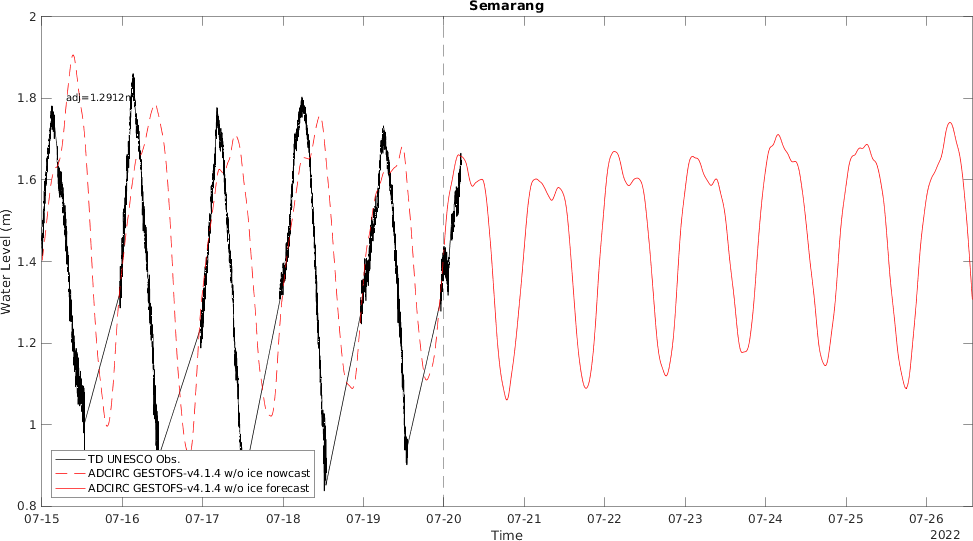 Semarang
2
1.8
1.6
1.4
1.2
1
0.8
Water Level (m)
adj=1.2912m
TD UNESCO Obs.
ADCIRC GESTOFS-v4.1.4 w/o ice nowcast
ADCIRC GESTOFS-v4.1.4 w/o ice forecast
07-15 07-16 07-17 07-18 07-19 07-20 07-21 07-22 07-23 07-24 07-25 07-26
Time
2022